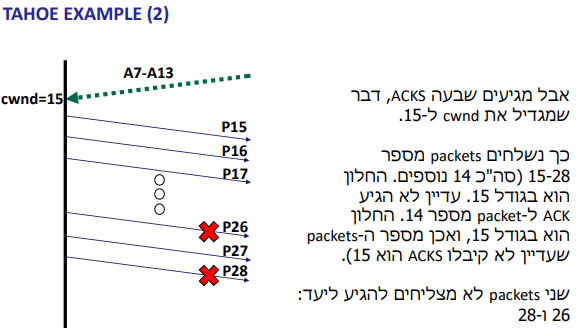 TAHOE EXAMPLE (2)
A7-A13
cwnd=15
P15
P16
P17
P26
P27
P28
אבל מגיעים שבעה ACKS, דבר
שמגדיל את cwnd ל-15.
כך נשלחים packets מספר
15-28 (סה"כ 14 נוספים. החלון
הוא בגודל 15. עדיין לא הגיע
ACK ל-packet מספר 14. החלון
הוא בגודל 15, ואכן מספר ה-packets
שעדיין לא קיבלו ACKS הוא 15).
שני packets לא מצליחים להגיע ליעד:
26 ו-28